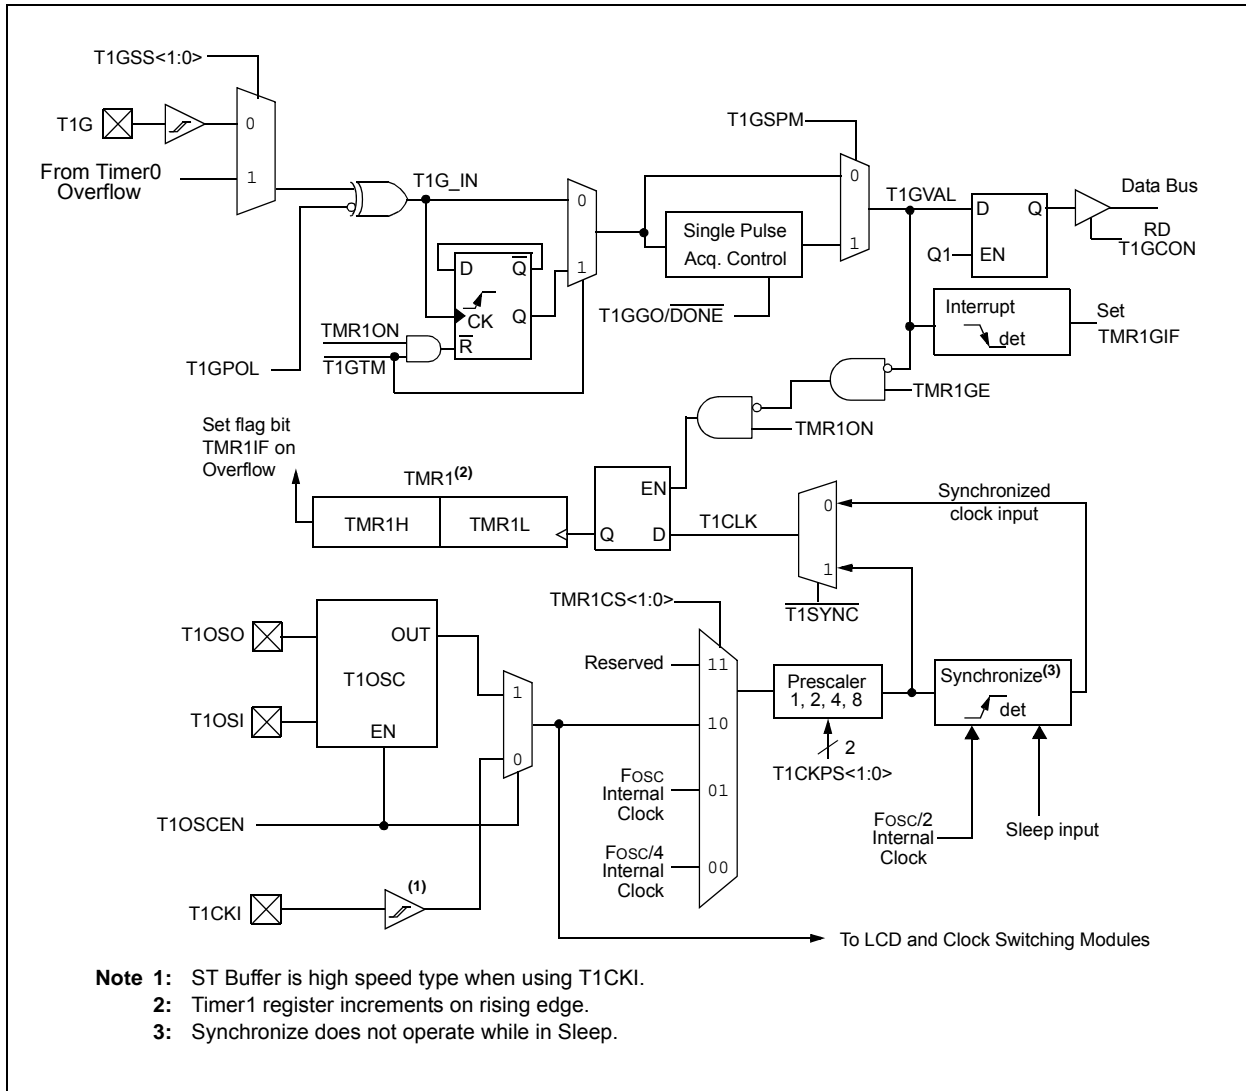 T1GSS<1:0>
T1G
0
From Timer0
Overflow
1
T1G_IN
T1GPOL
D
Q
CK
Q
R
TMR1ON
T1GTM
0
1
Single Pulse
Acq. Control
T1GGO/DONE
T1GSPM
0
1
T1GVAL
D
Q
Q1
EN
Data Bus
RD
T1GCON
Interrupt
det
Set
TMR1GIF
TMR1GE
TMR1ON
Set flag bit
TMR1IF on
Overflow
TMR1(2)
TMR1H
TMR1L
EN
Q
D
T1CLK
0
1
T1SYNC
Synchronized
clock input
T1OSO
T1OSI
OUT
T1OSC
EN
T1OSCEN
T1CKI
(1)
1
0
TMR1CS<1:0>
Reserved
11
10
FOSC
Internal
Clock
01
FOSC/4
Internal
Clock
00
Prescaler
1, 2, 4, 8
2
T1CKPS<1:0>
Synchronize(3)
det
FOSC/2
Internal
Clock
Sleep input
To LCD and Clock Switching Modules
Note 1: ST Buffer is high speed type when using T1CKI.
2: Timer1 register increments on rising edge.
3: Synchronize does not operate while in Sleep.